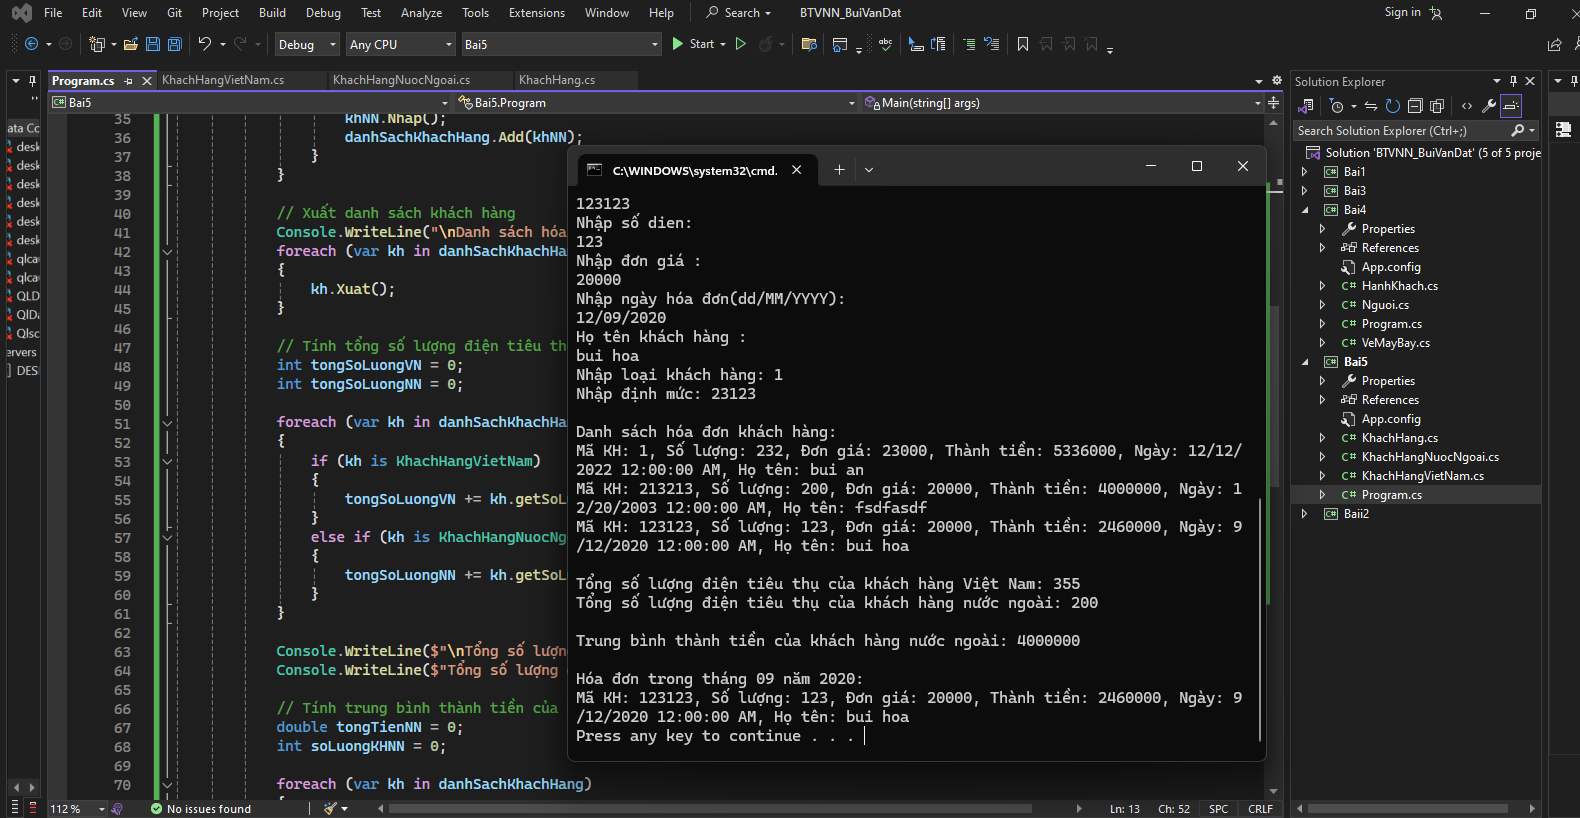 File Edit View Git Project Build Debug Test Analyze Tools Extensions Window Help Search BTVNN_BuiVanDat Sign in
Debug Any CPU Bai5 Start
Program.cs KhachHangVietNam.cs KhachHangNuocNgoai.cs KhachHang.cs
Bai5 Bai5.Program Main(string[] args)
35 khNN.Nhap();
36 danhSachKhachHang.Add(khNN);
37 }
38 }
39
40 // Xuất danh sách khách hàng
41 Console.WriteLine("\nDanh sách hóa
42 foreach (var kh in danhSachKhachHa
43 {
44 kh.Xuat();
45 }
46
47 // Tính tổng số lượng điện tiêu th
48 int tongSoLuongVN = 0;
49 int tongSoLuongNN = 0;
50
51 foreach (var kh in danhSachKhachHa
52 {
53 if (kh is KhachHangVietNam)
54 {
55 tongSoLuongVN += kh.getSoL
56 }
57 else if (kh is KhachHangNuocNg
58 {
59 tongSoLuongNN += kh.getSoL
60 }
61 }
62
63 Console.WriteLine($"\nTổng số lượn
64 Console.WriteLine($"Tổng số lượng
65
66 // Tính trung bình thành tiền của
67 double tongTienNN = 0;
68 int soLuongKHNN = 0;
69
70 foreach (var kh in danhSachKhachHang)
C:\WINDOWS\system32\cmd.
123123
Nhập số dien:
123
Nhập đơn giá :
20000
Nhập ngày hóa đơn(dd/MM/YYYY):
12/09/2020
Họ tên khách hàng :
bui hoa
Nhập loại khách hàng: 1
Nhập định mức: 23123
Danh sách hóa đơn khách hàng:
Mã KH: 1, Số lượng: 232, Đơn giá: 23000, Thành tiền: 5336000, Ngày: 12/12/
2022 12:00:00 AM, Họ tên: bui an
Mã KH: 213213, Số lượng: 200, Đơn giá: 20000, Thành tiền: 4000000, Ngày: 1
2/20/2003 12:00:00 AM, Họ tên: fsdfasdf
Mã KH: 123123, Số lượng: 123, Đơn giá: 20000, Thành tiền: 2460000, Ngày: 9
/12/2020 12:00:00 AM, Họ tên: bui hoa
Tổng số lượng điện tiêu thụ của khách hàng Việt Nam: 355
Tổng số lượng điện tiêu thụ của khách hàng nước ngoài: 200
Trung bình thành tiền của khách hàng nước ngoài: 4000000
Hóa đơn trong tháng 09 năm 2020:
Mã KH: 123123, Số lượng: 123, Đơn giá: 20000, Thành tiền: 2460000, Ngày: 9
/12/2020 12:00:00 AM, Họ tên: bui hoa
Press any key to continue . . .
Solution Explorer
Search Solution Explorer (Ctrl+;)
Solution 'BTVNN_BuiVanDat' (5 of 5 proje
Bai1
Bai3
Bai4
Properties
References
App.config
C# HanhKhach.cs
C# Nguoi.cs
C# Program.cs
C# VeMayBay.cs
Bai5
Properties
References
App.config
C# KhachHang.cs
C# KhachHangNuocNgoai.cs
C# KhachHangVietNam.cs
C# Program.cs
Baii2
ata Co
desk
desk
desk
desk
desk
desk
qlca
qlca
QLD
QlDa
Qlsc
ervers
DES
112 % No issues found Ln: 13 Ch: 52 SPC CRLF